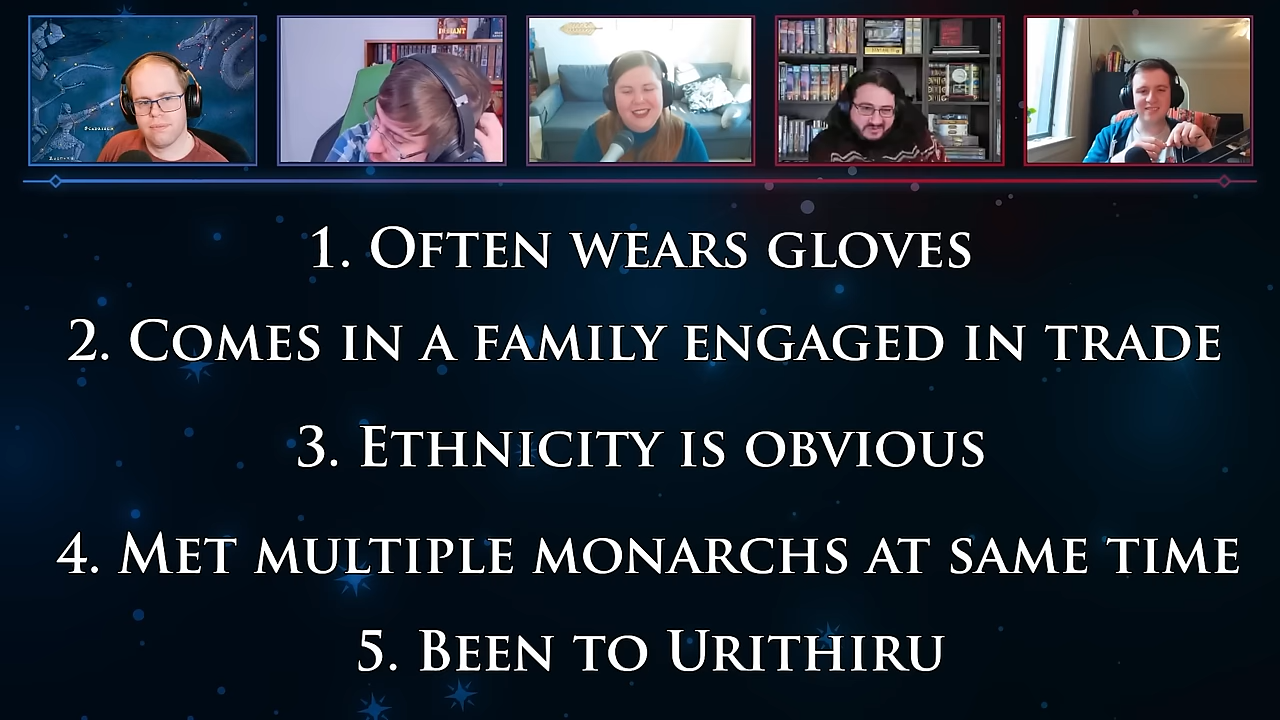 1. Often wears gloves
2. Comes in a family engaged in trade
3. Ethnicity is obvious
4. Met multiple monarchs at same time
5. Been to Urithiru